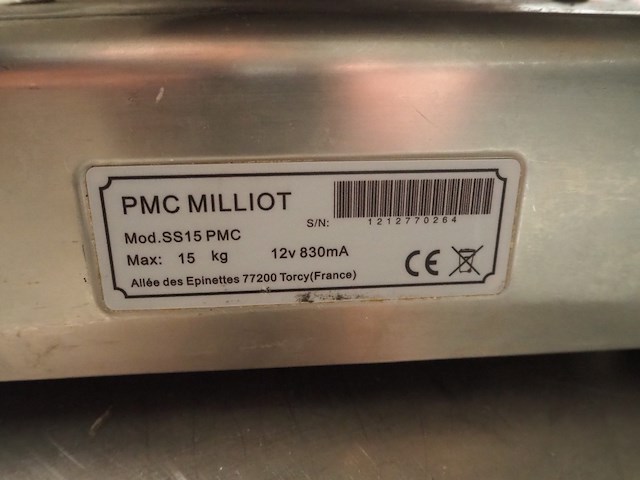 PMC MILLIOT
S/N:
1212770264
Mod.SS15 PMC
Max: 15 kg 12v 830mA
CE
Allée des Epinettes 77200 Torcy(France)